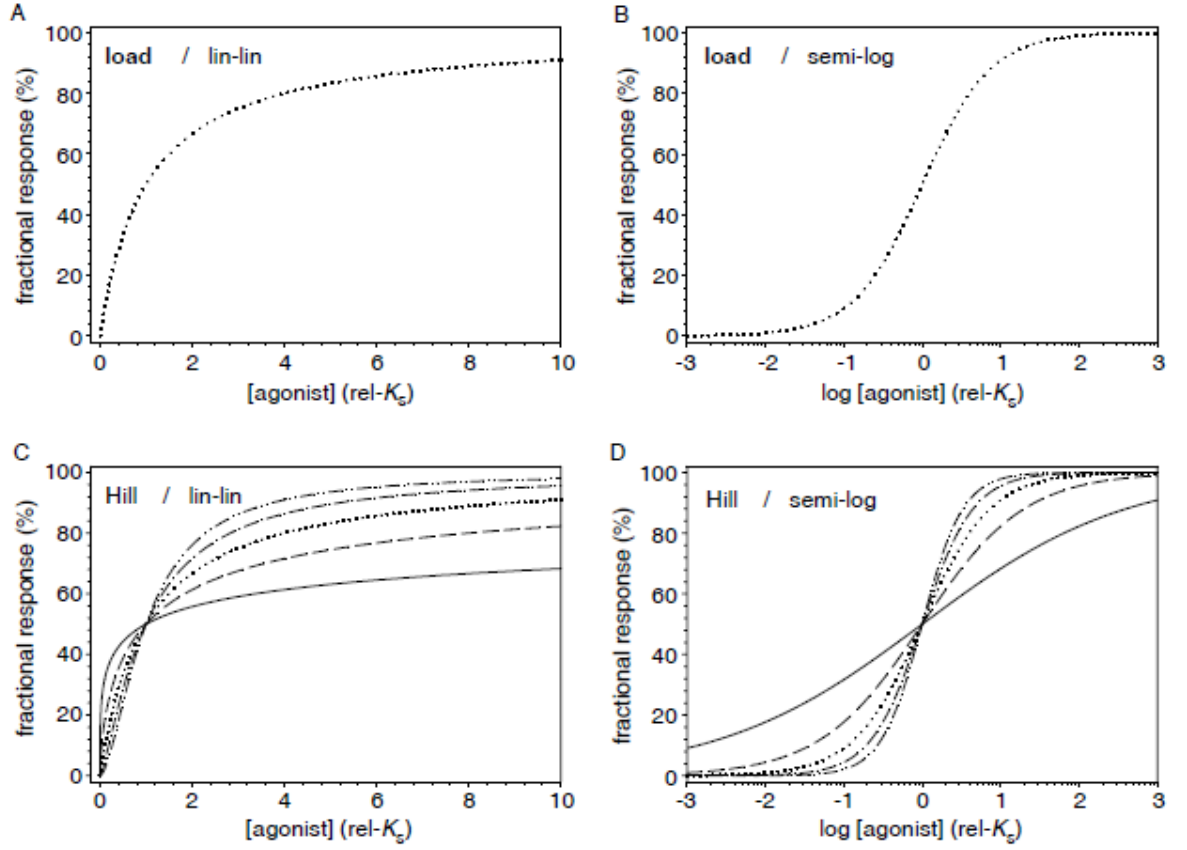 A
load / lin-lin
fractional response (%)
100
80
60
40
20
0
0 2 4 6 8 10
[agonist] (rel-Ks)
B
load / semi-log
fractional response (%)
100
80
60
40
20
0
-3 -2 -1 0 1 2 3
log [agonist] (rel-Ks)
C
Hill / lin-lin
fractional response (%)
100
80
60
40
20
0
0 2 4 6 8 10
[agonist] (rel-Ks)
D
Hill / semi-log
fractional response (%)
100
80
60
40
20
0
-3 -2 -1 0 1 2 3
log [agonist] (rel-Ks)